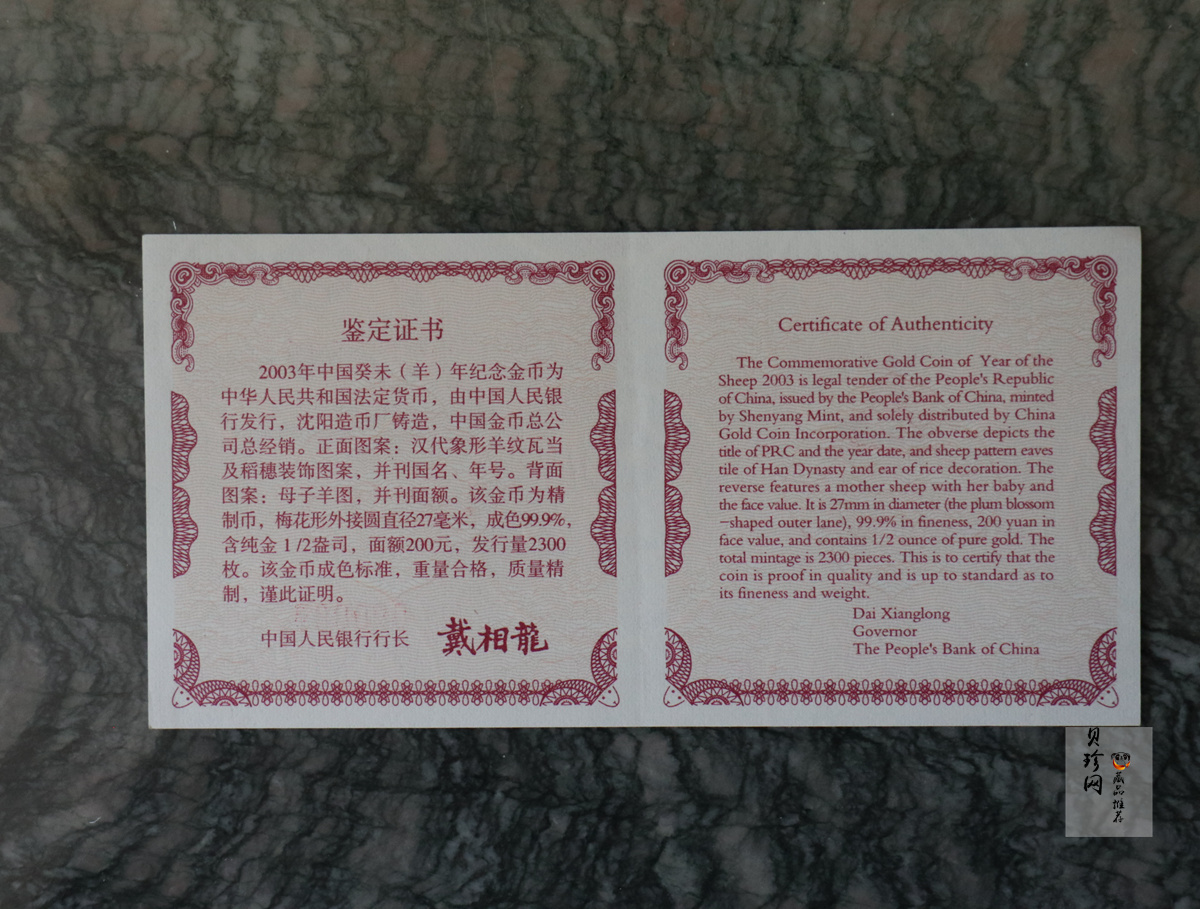 鉴定证书
2003年中国癸未（羊）年纪念金币为
中华人民共和国法定货币，由中国人民银
行发行，沈阳造币厂铸造，中国金币总公
司总经销。正面图案：汉代象形羊纹瓦当
及稻穗装饰图案，并刊国名、年号。背面
图案：母子羊图，并刊面额。该金币为精
制币，梅花形外接圆直径27毫米，成色99.9%，
含纯金1/2盎司，面额200元，发行量2300
枚。该金币成色标准，重量合格，质量精
制，谨此证明。
中国人民银行行长 戴相龍
Certificate of Authenticity
The Commemorative Gold Coin of Year of the
Sheep 2003 is legal tender of the People's Republic
of China, issued by the People's Bank of China, minted
by Shenyang Mint, and solely distributed by China
Gold Coin Incorporation. The obverse depicts the
title of PRC and the year date, and sheep pattern eaves
tile of Han Dynasty and ear of rice decoration. The
reverse features a mother sheep with her baby and
the face value. It is 27mm in diameter (the plum blossom
-shaped outer lane), 99.9% in fineness, 200 yuan in
face value, and contains 1/2 ounce of pure gold. The
total mintage is 2300 pieces. This is to certify that the
coin is proof in quality and is up to standard as to
its fineness and weight.
Dai Xianglong
Governor
The People's Bank of China
贝珍网
藏品推荐